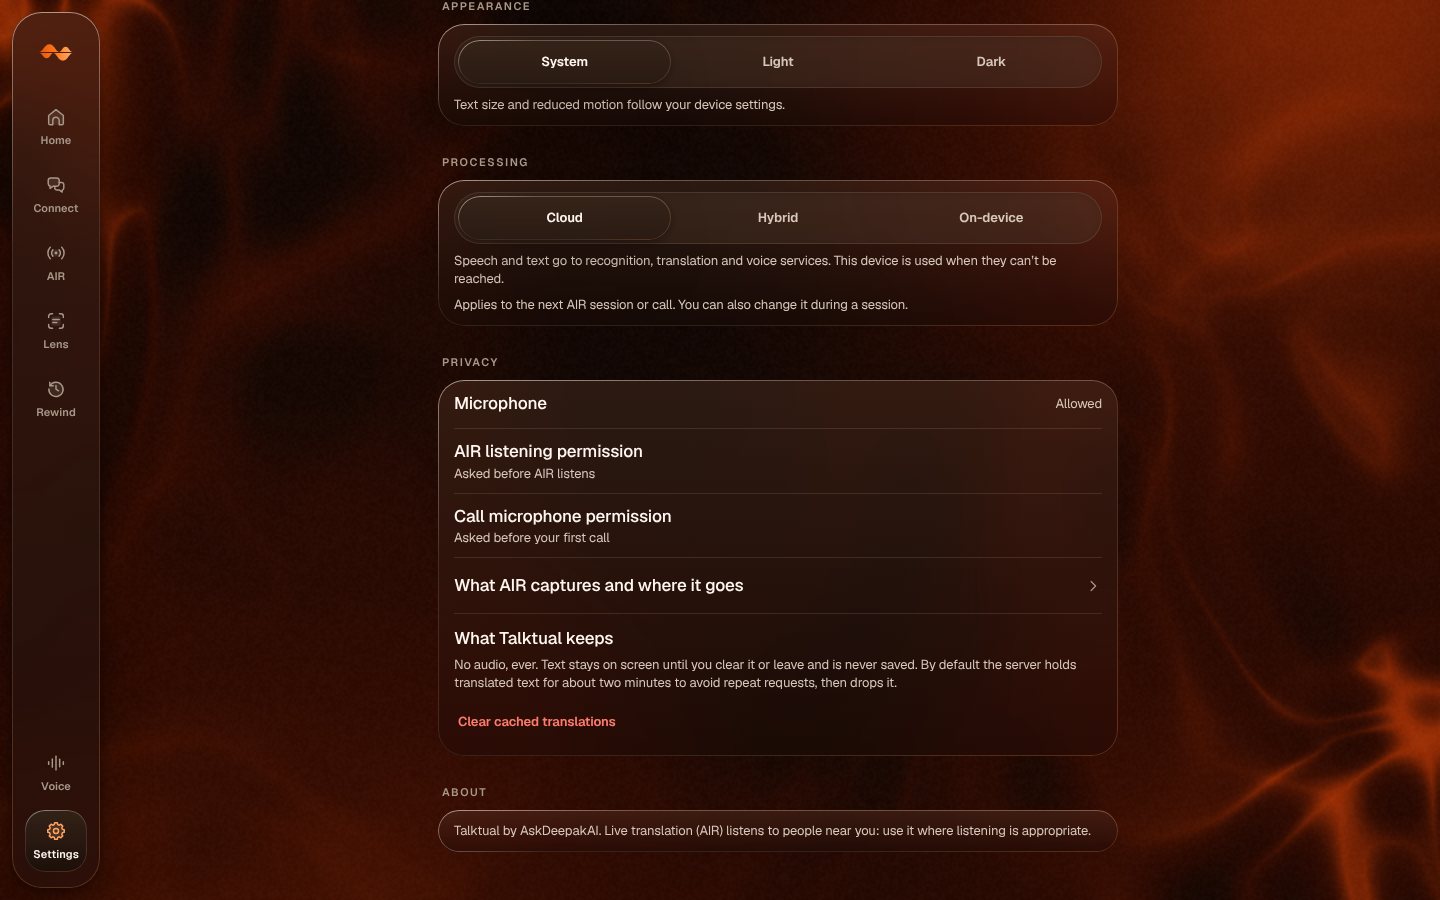 APPEARANCE
System
Light
Dark
Text size and reduced motion follow your device settings.
PROCESSING
Cloud
Hybrid
On-device
Speech and text go to recognition, translation and voice services. This device is used when they can't be
reached.
Applies to the next AIR session or call. You can also change it during a session.
PRIVACY
Microphone
Allowed
AIR listening permission
Asked before AIR listens
Call microphone permission
Asked before your first call
What AIR captures and where it goes
What Talktual keeps
No audio, ever. Text stays on screen until you clear it or leave and is never saved. By default the server holds
translated text for about two minutes to avoid repeat requests, then drops it.
Clear cached translations
ABOUT
Talktual by AskDeepakAI. Live translation (AIR) listens to people near you: use it where listening is appropriate.
Home
Connect
AIR
Lens
Rewind
Voice
Settings